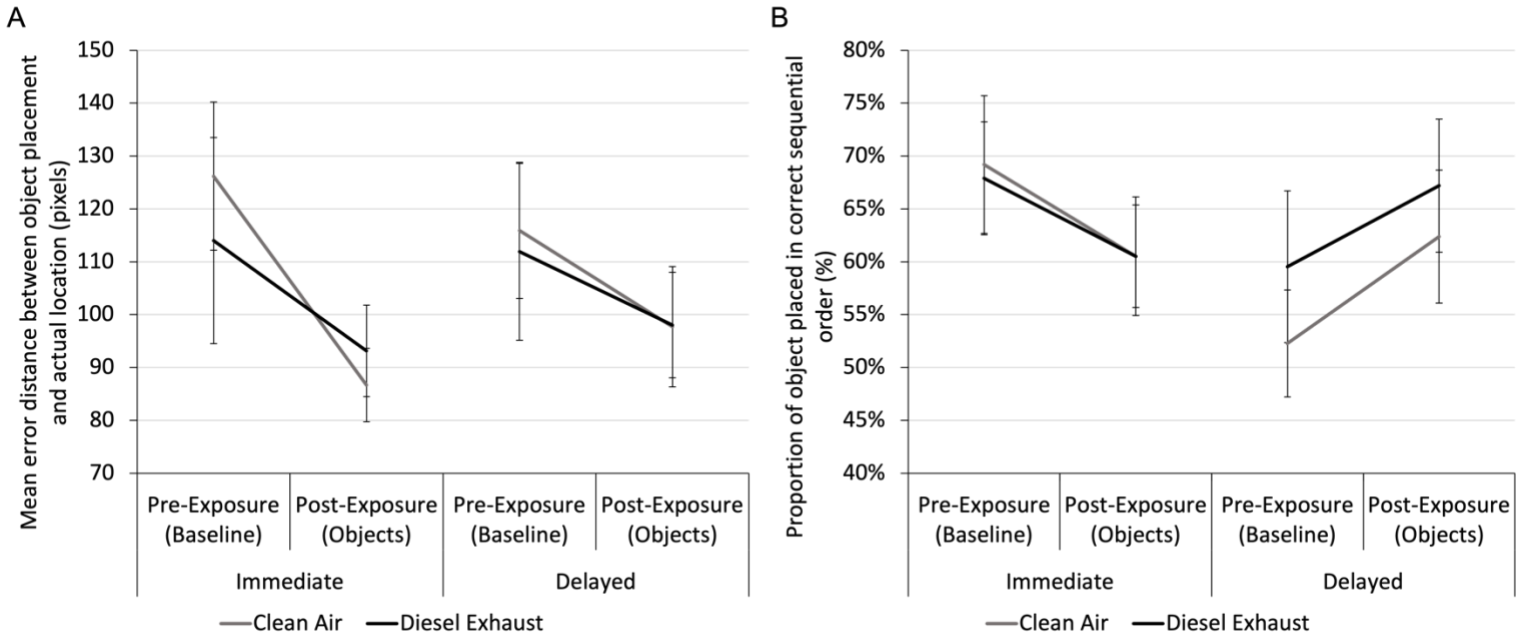 A
Mean error distance between object placement
and actual location (pixels)
150
140
130
120
110
100
90
80
70
Pre-Exposure
(Baseline)
Post-Exposure
(Objects)
Pre-Exposure
(Baseline)
Post-Exposure
(Objects)
Immediate
Delayed
Clean Air
Diesel Exhaust
B
Proportion of object placed in correct sequential
order (%)
80%
75%
70%
65%
60%
55%
50%
45%
40%
Pre-Exposure
(Baseline)
Post-Exposure
(Objects)
Pre-Exposure
(Baseline)
Post-Exposure
(Objects)
Immediate
Delayed
Clean Air
Diesel Exhaust